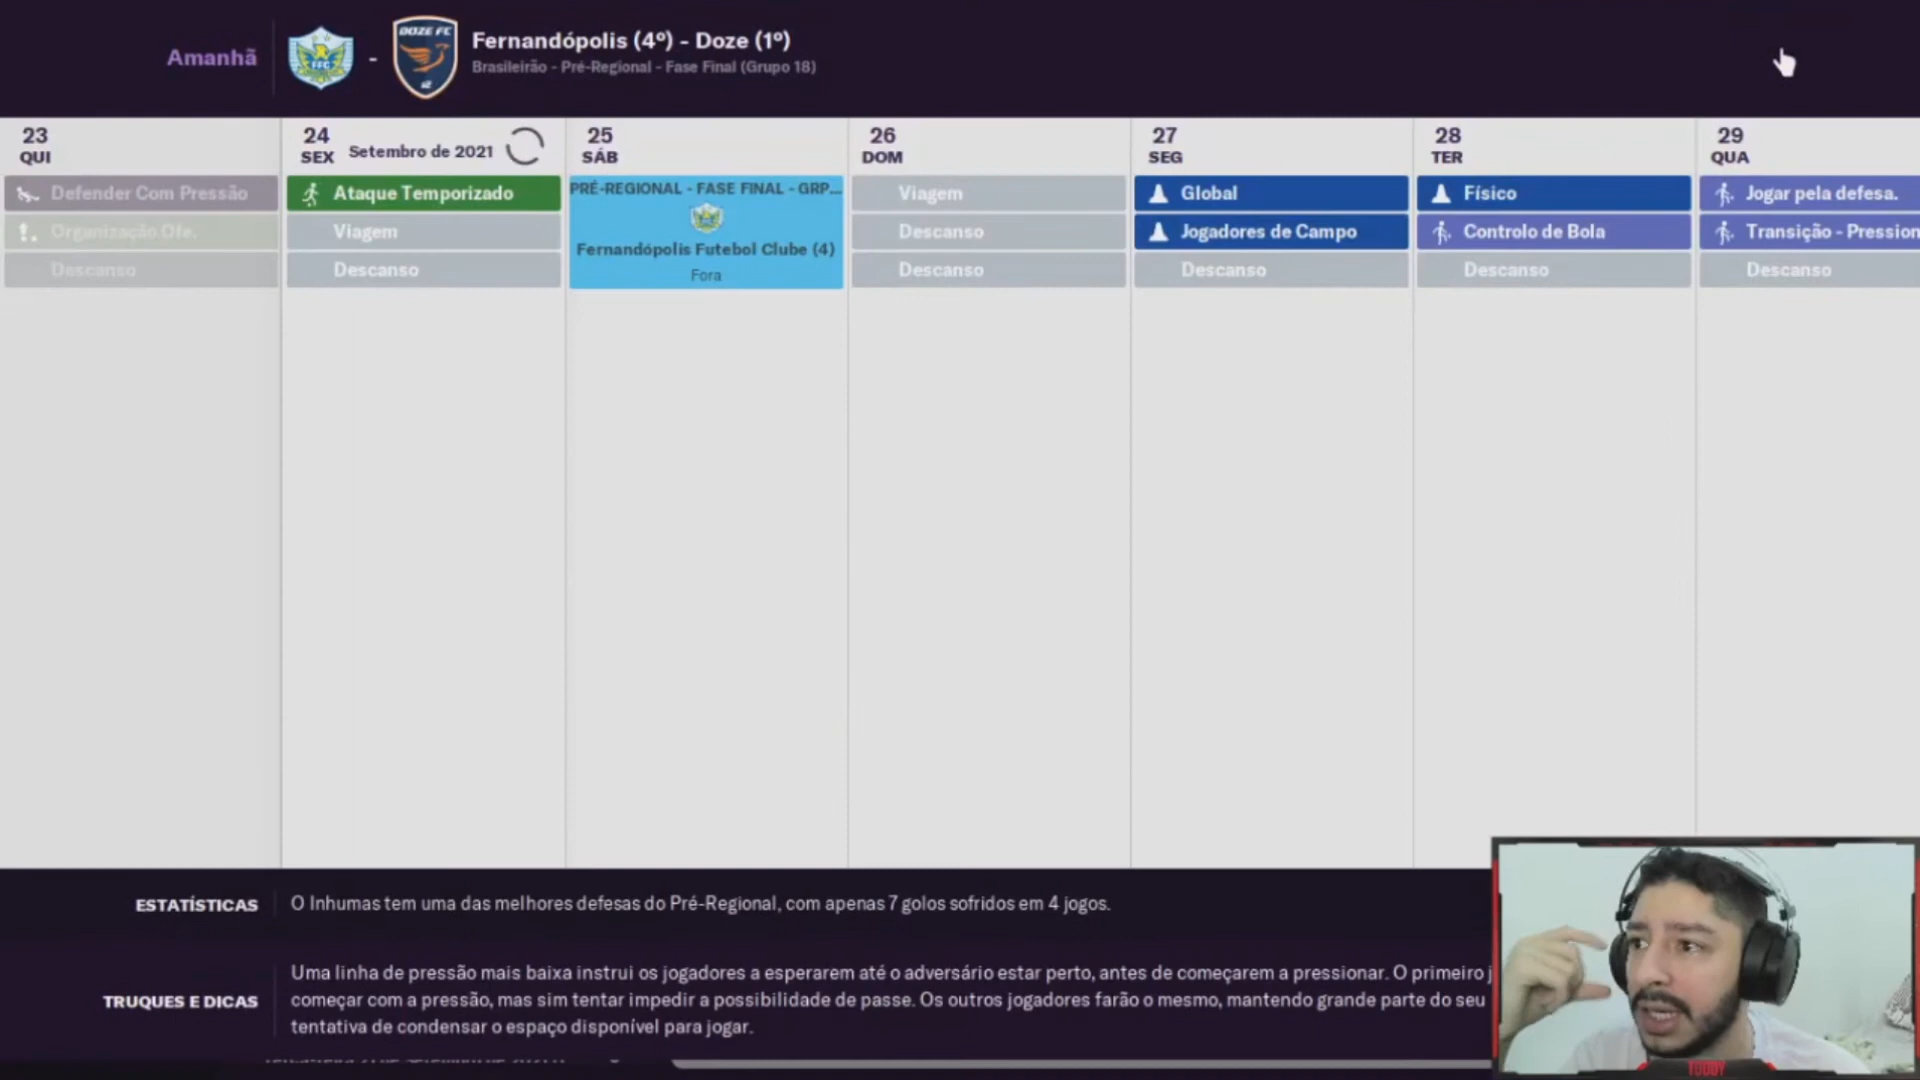 Amanhã
DOZE FC
FFC
-
Fernandópolis (4º) - Doze (1º)
Brasileirão - Pré-Regional - Fase Final (Grupo 18)
23
QUI
Defender Com Pressão
Organização Ofe.
Descanso
24
SEX
Setembro de 2021
Ataque Temporizado
Viagem
Descanso
25
SÁB
PRÉ-REGIONAL - FASE FINAL - GRP...
Fernandópolis Futebol Clube (4)
Fora
26
DOM
Viagem
Descanso
Descanso
27
SEG
Global
Jogadores de Campo
Descanso
28
TER
Físico
Controlo de Bola
Descanso
29
QUA
Jogar pela defesa.
Transição - Pression
Descanso
ESTATÍSTICAS
O Inhumas tem uma das melhores defesas do Pré-Regional, com apenas 7 golos sofridos em 4 jogos.
TRUQUES E DICAS
Uma linha de pressão mais baixa instrui os jogadores a esperarem até o adversário estar perto, antes de começarem a pressionar. O primeiro j
começar com a pressão, mas sim tentar impedir a possibilidade de passe. Os outros jogadores farão o mesmo, mantendo grande parte do seu
tentativa de condensar o espaço disponível para jogar.
TODDY